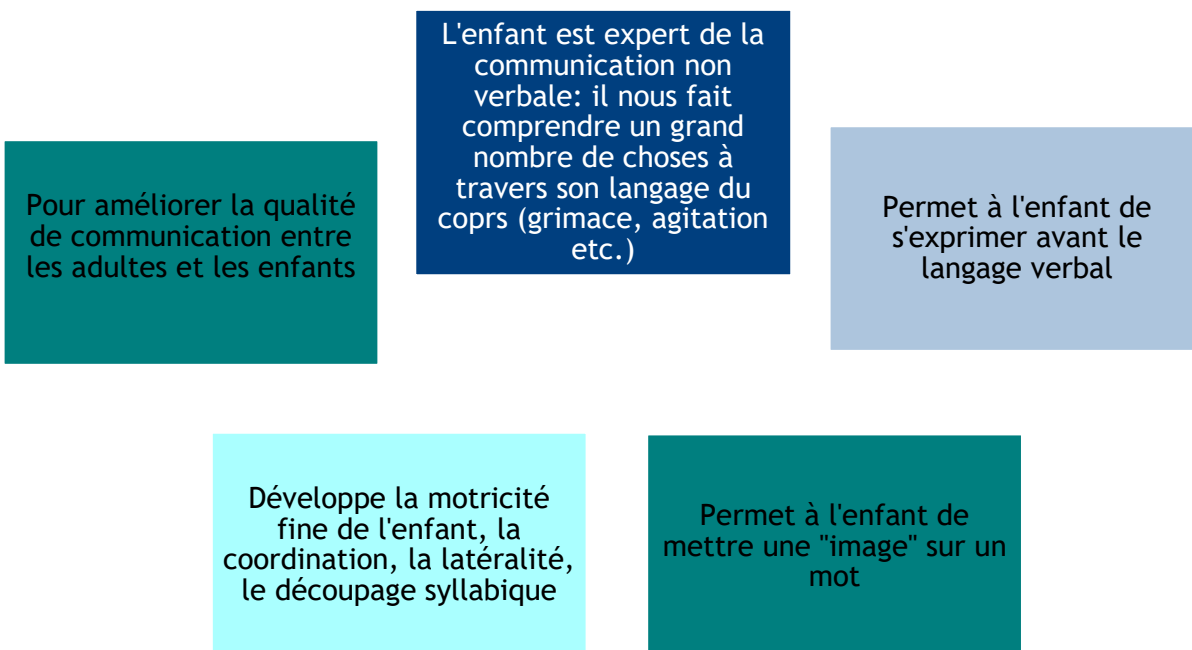 Pour améliorer la qualité
de communication entre
les adultes et les enfants
L'enfant est expert de la
communication non
verbale: il nous fait
comprendre un grand
nombre de choses à
travers son langage du
coprs (grimace, agitation
etc.)
Permet à l'enfant de
s'exprimer avant le
langage verbal
Développe la motricité
fine de l'enfant, la
coordination, la latéralité,
le découpage syllabique
Permet à l'enfant de
mettre une "image" sur un
mot